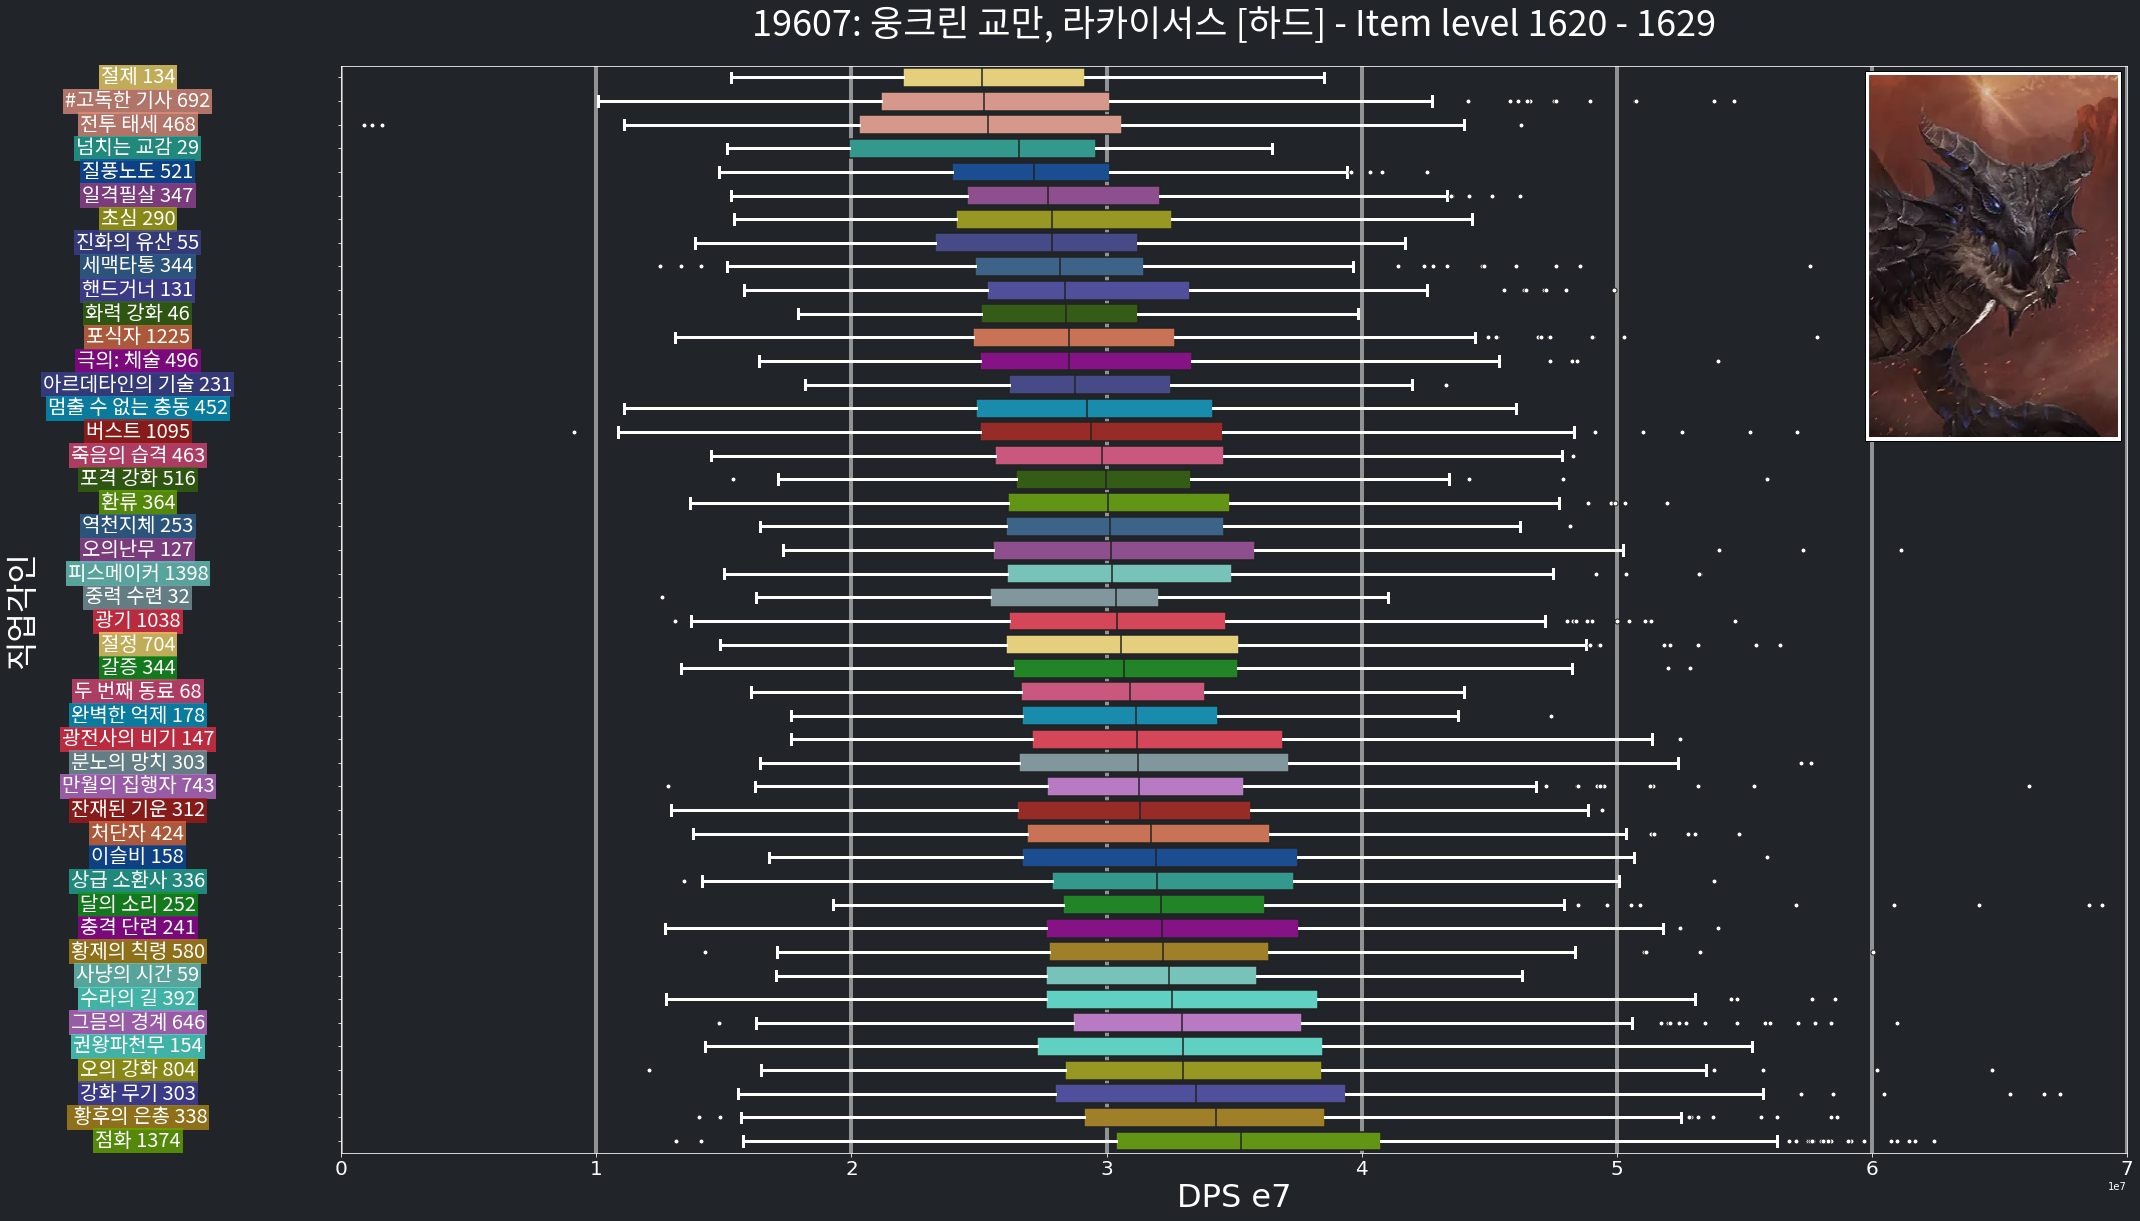 19607: 웅크린 교만, 라카이서스 [하드] - Item level 1620 - 1629
절제 134
#고독한 기사 692
전투 태세 468
넘치는 교감 29
질풍노도 521
일격필살 347
초심 290
진화의 유산 55
세맥타통 344
핸드거너 131
화력 강화 46
포식자 1225
극의: 체술 496
아르데타인의 기술 231
멈출 수 없는 충동 452
버스트 1095
죽음의 습격 463
포격 강화 516
환류 364
역천지체 253
오의난무 127
피스메이커 1398
중력 수련 32
광기 1038
절정 704
갈증 344
두 번째 동료 68
완벽한 억제 178
광전사의 비기 147
분노의 망치 303
만월의 집행자 743
잔재된 기운 312
처단자 424
이슬비 158
상급 소환사 336
달의 소리 252
충격 단련 241
황제의 칙령 580
사냥의 시간 59
수라의 길 392
그믐의 경계 646
권왕파천무 154
오의 강화 804
강화 무기 303
황후의 은총 338
점화 1374
직업각인
0 1 2 3 4 5 6 7
1e7
DPS e7